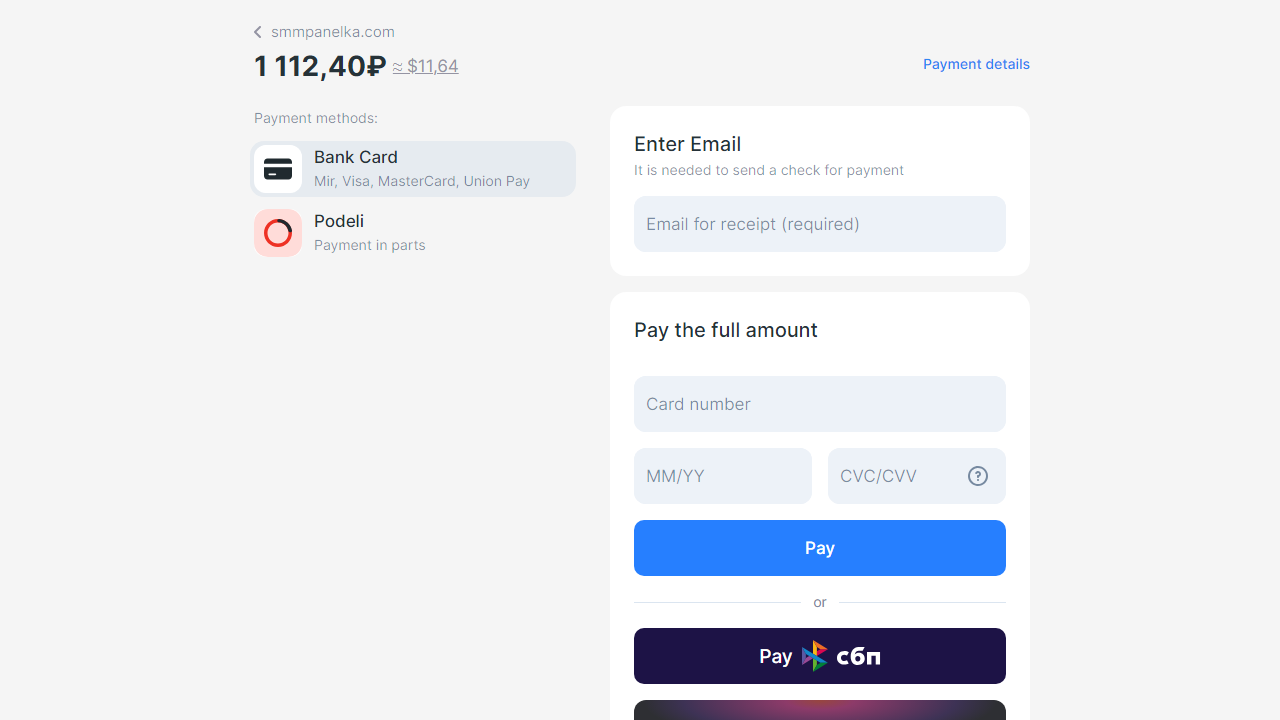 smmpanelka.com
1 112,40₽ ≈ $11,64
Payment details
Payment methods:
Bank Card
Mir, Visa, MasterCard, Union Pay
Podeli
Payment in parts
Enter Email
It is needed to send a check for payment
Email for receipt (required)
Pay the full amount
Card number
MM/YY
CVC/CVV ?
Pay
or
Pay сбп